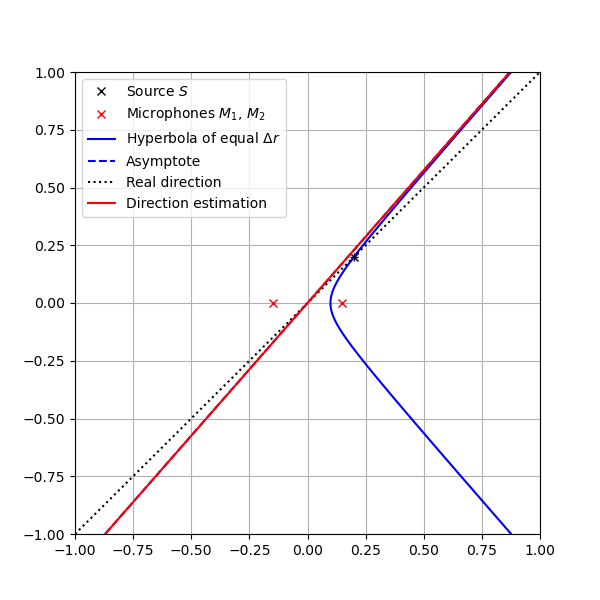 1.00
0.75
0.50
0.25
0.00
−0.25
−0.50
−0.75
−1.00
Source S
Microphones M₁, M₂
Hyperbola of equal Δr
Asymptote
Real direction
Direction estimation
−1.00 −0.75 −0.50 −0.25 0.00 0.25 0.50 0.75 1.00